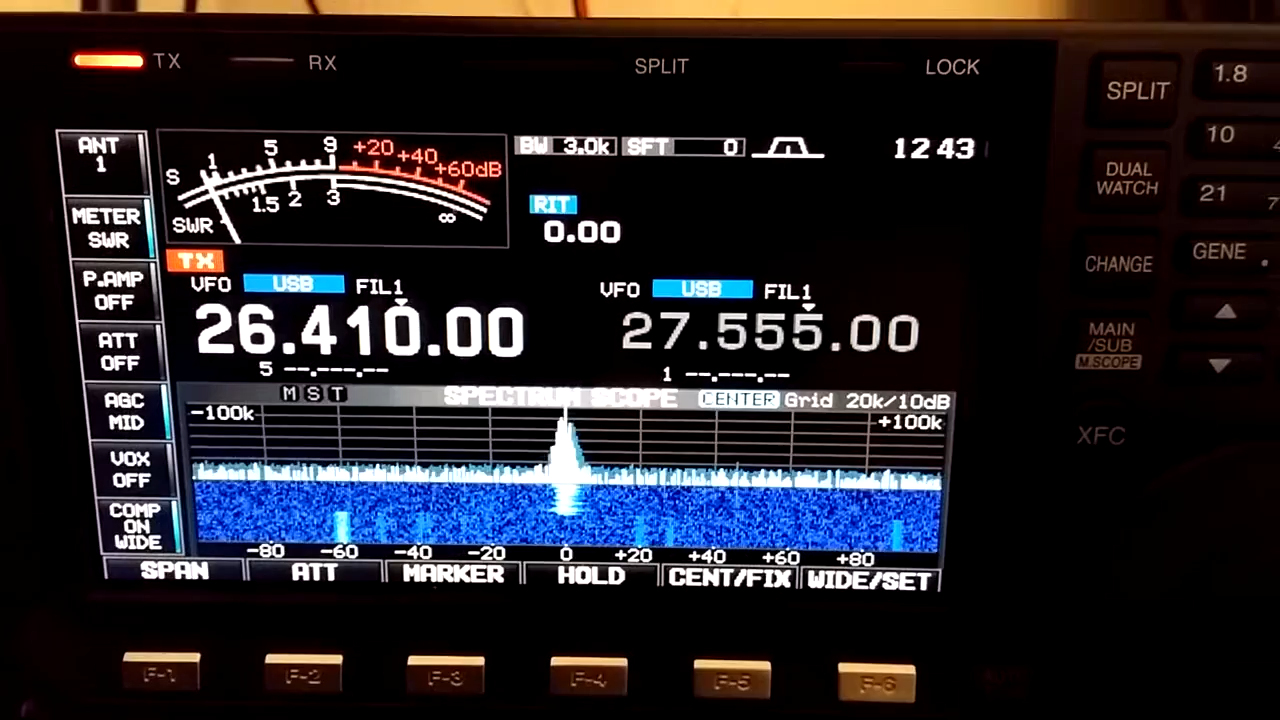 TX RX SPLIT LOCK
ANT 1
METER SWR
P.AMP OFF
ATT OFF
AGC MID
VOX OFF
COMP ON WIDE
S 1 5 9 +20 +40 +60dB
SWR 1.5 2 3 ∞
BW 3.0k SFT 0
12 43
RIT
0.00
TX
VFO USB FIL1
26.410.00
5 --.---.--
VFO USB FIL1
27.555.00
1 --.---.--
M S T SPECTRUM SCOPE CENTER Grid 20k/10dB
-100k +100k
-80 -60 -40 -20 0 +20 +40 +60 +80
SPAN ATT MARKER HOLD CENT/FIX WIDE/SET
F-1 F-2 F-3 F-4 F-5 F-6
SPLIT
DUAL WATCH
CHANGE
MAIN
/SUB
M.SCOPE
XFC
1.8
10
21
GENE .